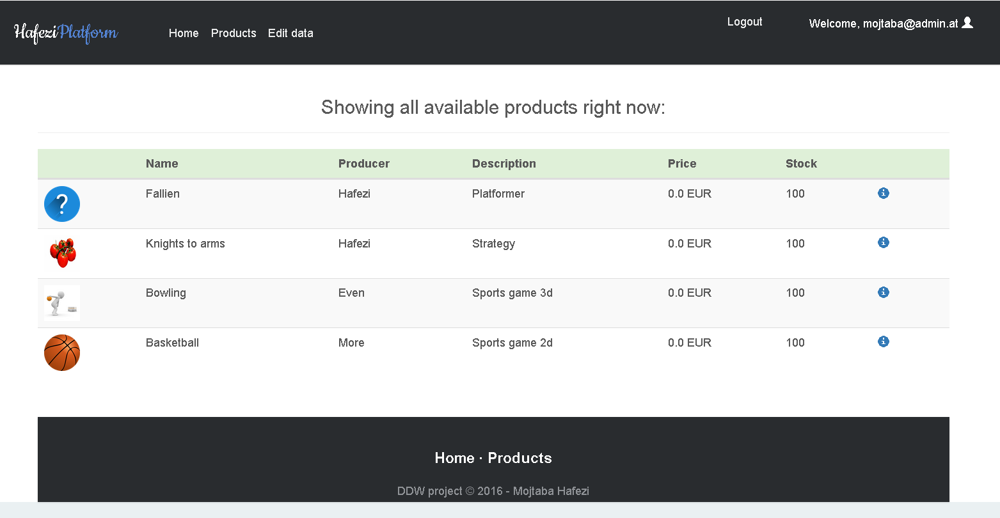 HafeziPlatform Home Products Edit data Logout Welcome, mojtaba@admin.at
Showing all available products right now:
Name Producer Description Price Stock
? Fallien Hafezi Platformer 0.0 EUR 100 i
Knights to arms Hafezi Strategy 0.0 EUR 100 i
Bowling Even Sports game 3d 0.0 EUR 100 i
Basketball More Sports game 2d 0.0 EUR 100 i
Home · Products
DDW project © 2016 - Mojtaba Hafezi